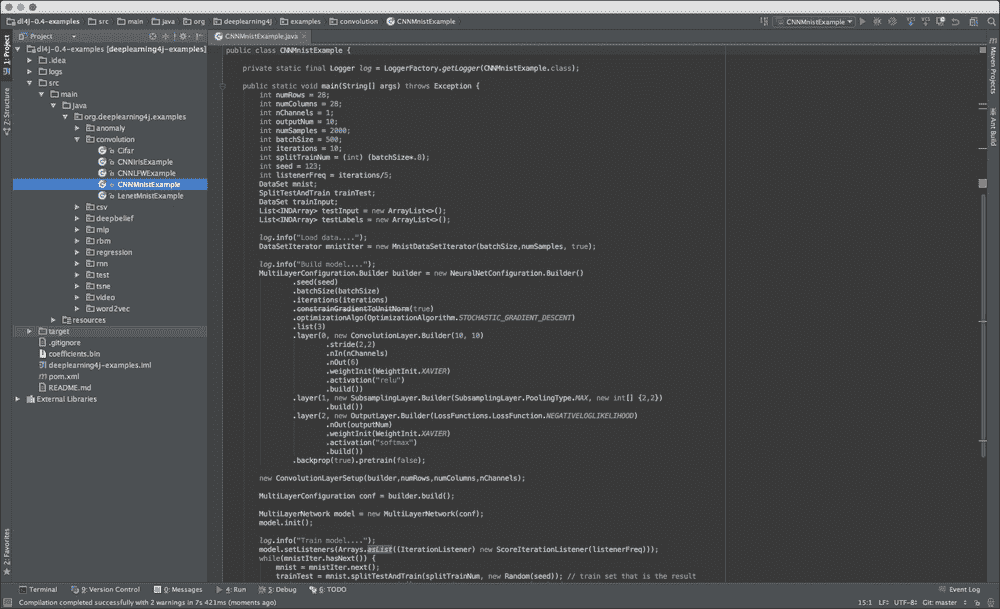 dl4J-0.4-examples src main java org deeplearning4j examples convolution CNNMnistExample CNNMnistExample
Project CNNMnistExample.java
dl4J-0.4-examples [deeplearning4j-examples]
.idea
logs
src
main
java
org.deeplearning4j.examples
anomaly
convolution
Cifar
CNNIrisExample
CNNLFWExample
CNNMnistExample
LenetMnistExample
csv
deepbelief
mlp
rbm
regression
rnn
test
tsne
video
word2vec
resources
target
.gitignore
coefficients.bin
deeplearning4j-examples.iml
pom.xml
README.md
External Libraries
1: Project
7: Structure
2: Favorites
public class CNNMnistExample {
private static final Logger log = LoggerFactory.getLogger(CNNMnistExample.class);
public static void main(String[] args) throws Exception {
int numRows = 28;
int numColumns = 28;
int nChannels = 1;
int outputNum = 10;
int numSamples = 2000;
int batchSize = 500;
int iterations = 10;
int splitTrainNum = (int) (batchSize*.8);
int seed = 123;
int listenerFreq = iterations/5;
DataSet mnist;
SplitTestAndTrain trainTest;
DataSet trainInput;
List<INDArray> testInput = new ArrayList<>();
List<INDArray> testLabels = new ArrayList<>();
log.info("Load data....");
DataSetIterator mnistIter = new MnistDataSetIterator(batchSize,numSamples, true);
log.info("Build model....");
MultiLayerConfiguration.Builder builder = new NeuralNetConfiguration.Builder()
.seed(seed)
.batchSize(batchSize)
.iterations(iterations)
.constrainGradientToUnitNorm(true)
.optimizationAlgo(OptimizationAlgorithm.STOCHASTIC_GRADIENT_DESCENT)
.list(3)
.layer(0, new ConvolutionLayer.Builder(10, 10)
.stride(2,2)
.nIn(nChannels)
.nOut(6)
.weightInit(WeightInit.XAVIER)
.activation("relu")
.build())
.layer(1, new SubsamplingLayer.Builder(SubsamplingLayer.PoolingType.MAX, new int[] {2,2})
.build())
.layer(2, new OutputLayer.Builder(LossFunctions.LossFunction.NEGATIVELOGLIKELIHOOD)
.nOut(outputNum)
.weightInit(WeightInit.XAVIER)
.activation("softmax")
.build())
.backprop(true).pretrain(false);
new ConvolutionLayerSetup(builder,numRows,numColumns,nChannels);
MultiLayerConfiguration conf = builder.build();
MultiLayerNetwork model = new MultiLayerNetwork(conf);
model.init();
log.info("Train model....");
model.setListeners(Arrays.asList((IterationListener) new ScoreIterationListener(listenerFreq)));
while(mnistIter.hasNext()) {
mnist = mnistIter.next();
trainTest = mnist.splitTestAndTrain(splitTrainNum, new Random(seed)); // train set that is the result
Maven Projects
Ant Build
Terminal 9: Version Control 0: Messages 4: Run 5: Debug 6: TODO Event Log
Compilation completed successfully with 2 warnings in 7s 421ms (moments ago) 15:1 LF÷ UTF-8÷ Git: master